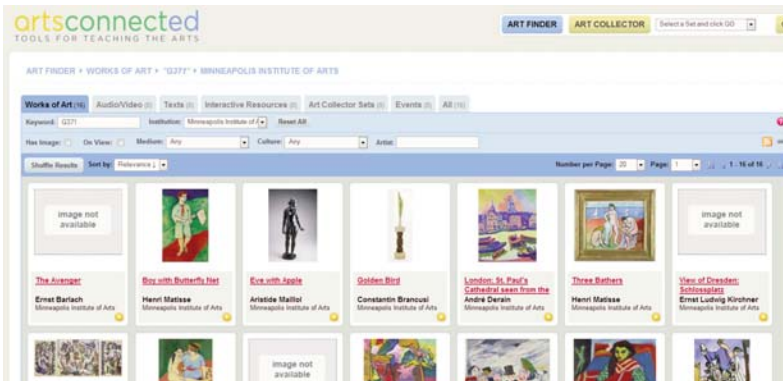 artsconnected
TOOLS FOR TEACHING THE ARTS
ART FINDER
ART COLLECTOR
Select a Set and click GO
ART FINDER WORKS OF ART "G371" MINNEAPOLIS INSTITUTE OF ARTS
Works of Art (16) Audio/Video (0) Texts (0) Interactive Resources (0) Art Collector Sets (0) Events (0) All (16)
Keyword: G371 Institution: Minneapolis Institute of A Reset All
Has Image: On View: Medium: Any Culture: Any Artist:
Shuffle Results Sort by: Relevance Number per Page: 20 Page: 1 1 - 16 of 16
image not
available
image not
available
The Avenger
Ernst Barlach
Minneapolis Institute of Arts
Boy with Butterfly Net
Henri Matisse
Minneapolis Institute of Arts
Eve with Apple
Aristide Maillol
Minneapolis Institute of Arts
Golden Bird
Constantin Brancusi
Minneapolis Institute of Arts
London: St. Paul's
Cathedral seen from the
André Derain
Minneapolis Institute of Arts
Three Bathers
Henri Matisse
Minneapolis Institute of Arts
View of Dresden:
Schlossplatz
Ernst Ludwig Kirchner
Minneapolis Institute of Arts
image not
available